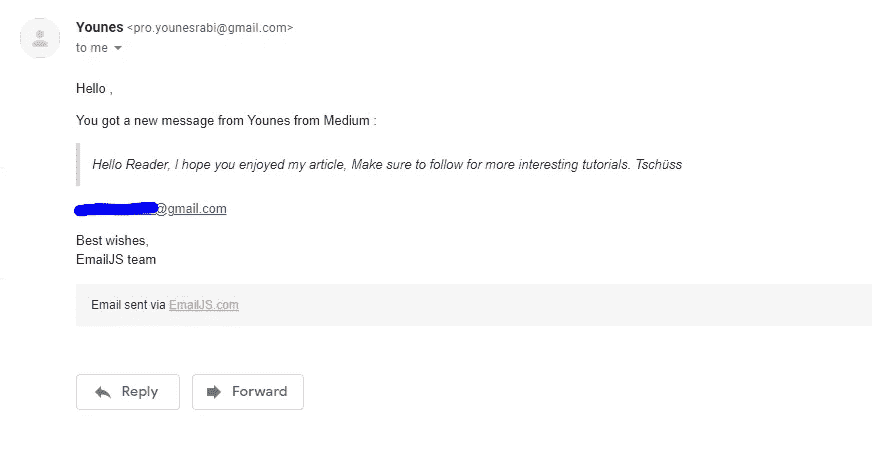 Younes <pro.younesrabi@gmail.com>
to me
Hello ,
You got a new message from Younes from Medium :
Hello Reader, I hope you enjoyed my article, Make sure to follow for more interesting tutorials. Tschüss
@gmail.com
Best wishes,
EmailJS team
Email sent via EmailJS.com
Reply
Forward